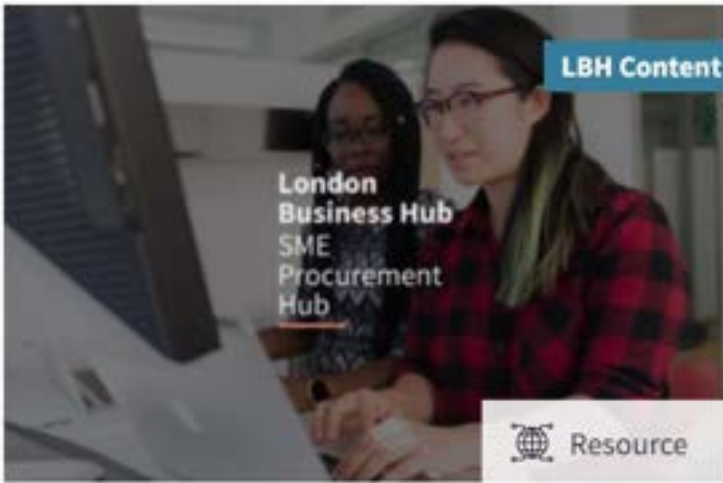 LBH Content
London
Business Hub
SME
Procurement
Hub
Resource